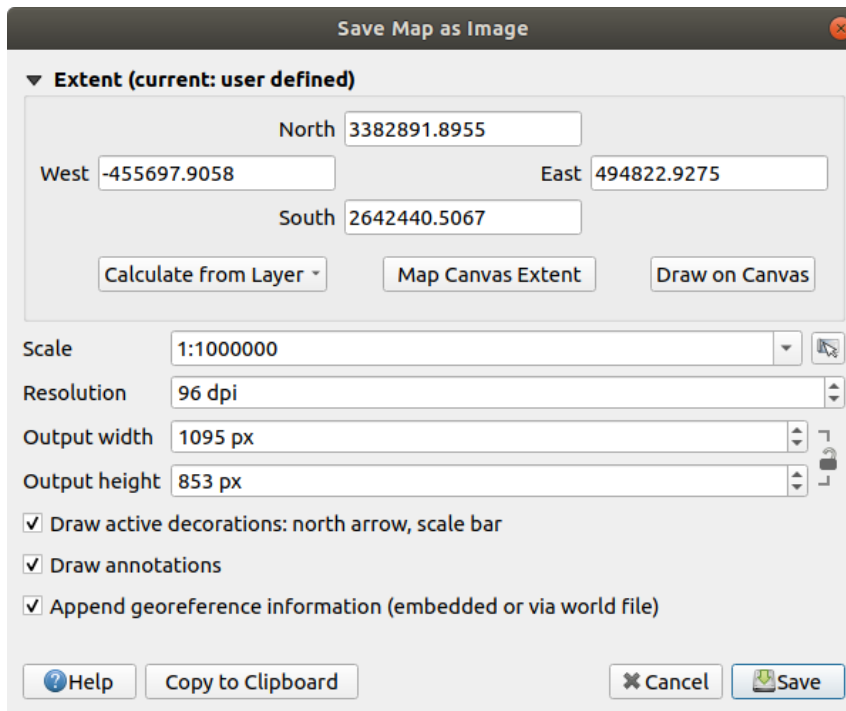 Save Map as Image
Extent (current: user defined)
North 3382891.8955
West -455697.9058 East 494822.9275
South 2642440.5067
Calculate from Layer Map Canvas Extent Draw on Canvas
Scale 1:1000000
Resolution 96 dpi
Output width 1095 px
Output height 853 px
Draw active decorations: north arrow, scale bar
Draw annotations
Append georeference information (embedded or via world file)
Help Copy to Clipboard Cancel Save